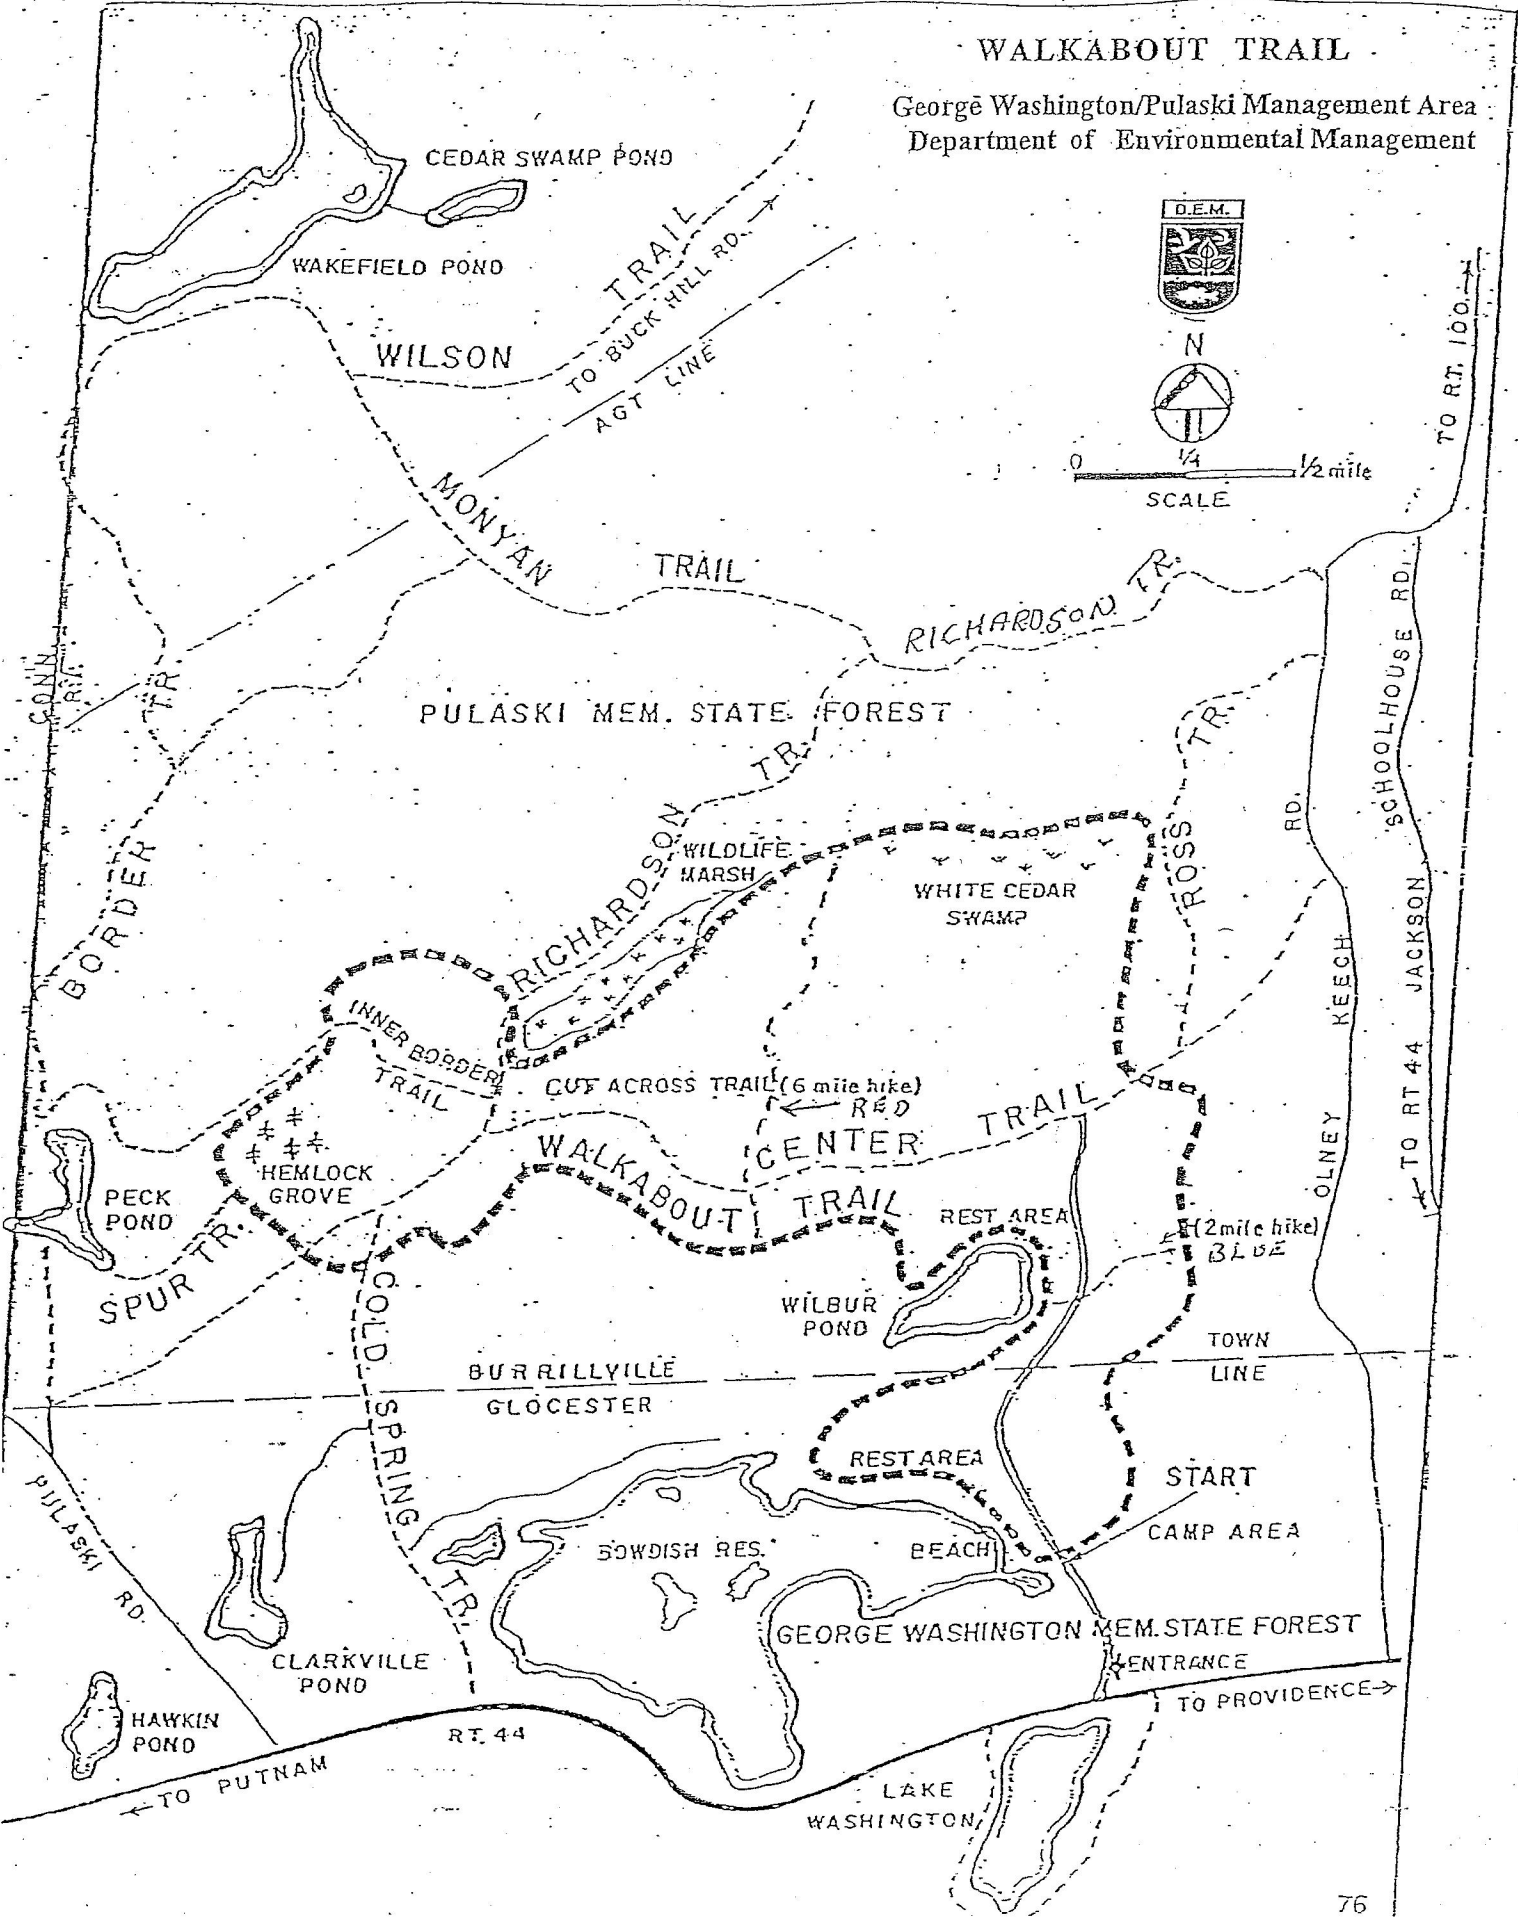 WALKABOUT TRAIL
George Washington/Pulaski Management Area
Department of Environmental Management
D.E.M.
N
0 1/4 1/2 mile
SCALE
TO RT. 100
CEDAR SWAMP POND
WAKEFIELD POND
WILSON TRAIL
TO BUCK HILL RD.
AGT LINE
MONYAN TRAIL
RICHARDSON TR.
CONN
R.I.
BORDER TR.
PULASKI MEM. STATE FOREST
RICHARDSON TR.
ROSS TR.
SCHOOLHOUSE RD.
OLNEY KEECH RD.
JACKSON
TO RT 44
WILDLIFE
MARSH
WHITE CEDAR
SWAMP
INNER BORDER
TRAIL
CUT ACROSS TRAIL (6 mile hike)
RED
CENTER TRAIL
WALKABOUT TRAIL
HEMLOCK
GROVE
PECK
POND
SPUR TR.
REST AREA
(2 mile hike)
BLUE
WILBUR
POND
COLD SPRING TR.
BURRILLVILLE
GLOCESTER
TOWN
LINE
REST AREA
START
CAMP AREA
PULASKI RD.
BOWDISH RES.
BEACH
GEORGE WASHINGTON MEM. STATE FOREST
ENTRANCE
TO PROVIDENCE
CLARKVILLE
POND
HAWKIN
POND
RT. 44
TO PUTNAM
LAKE
WASHINGTON
76